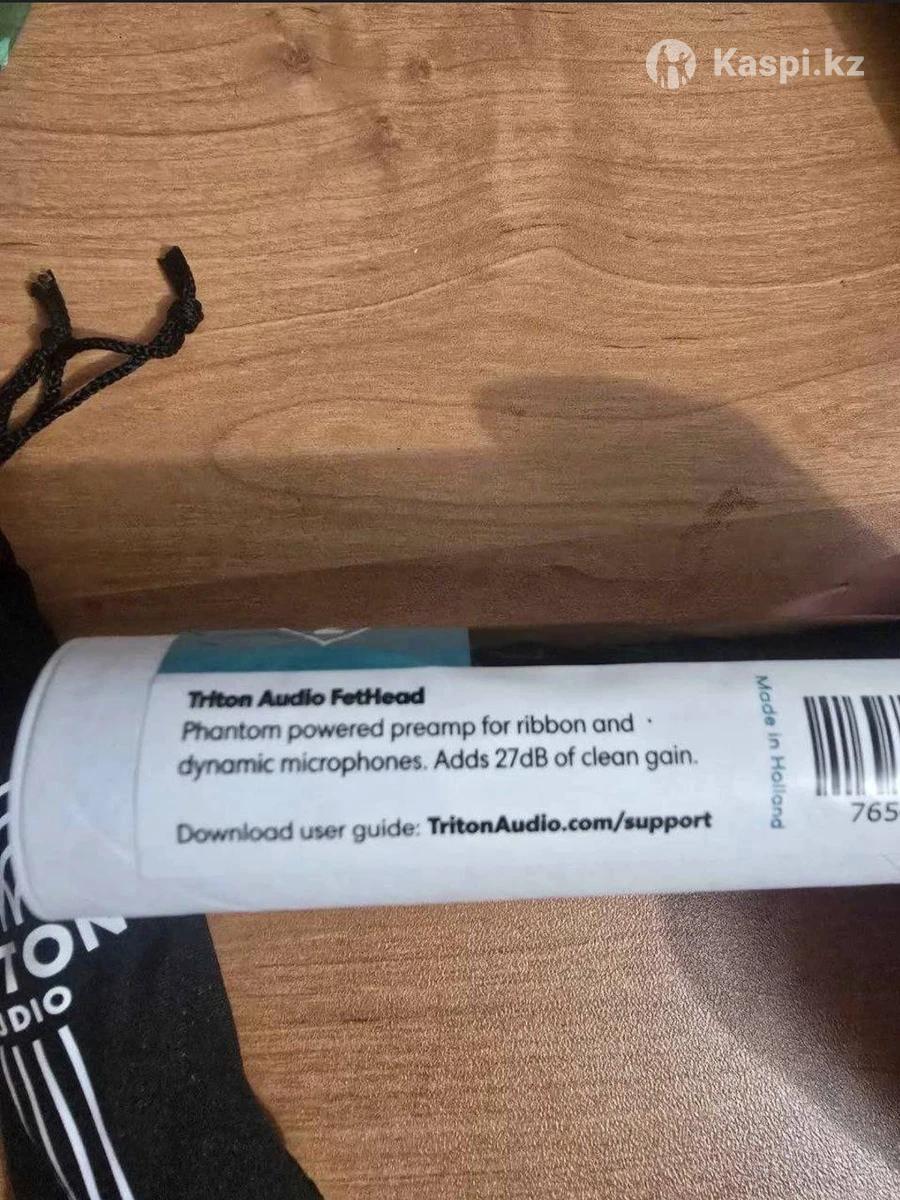 Kaspi.kz
Triton Audio FetHead
Phantom powered preamp for ribbon and
dynamic microphones. Adds 27dB of clean gain.
Download user guide: TritonAudio.com/support
Made in Holland
765
TON
UDIO